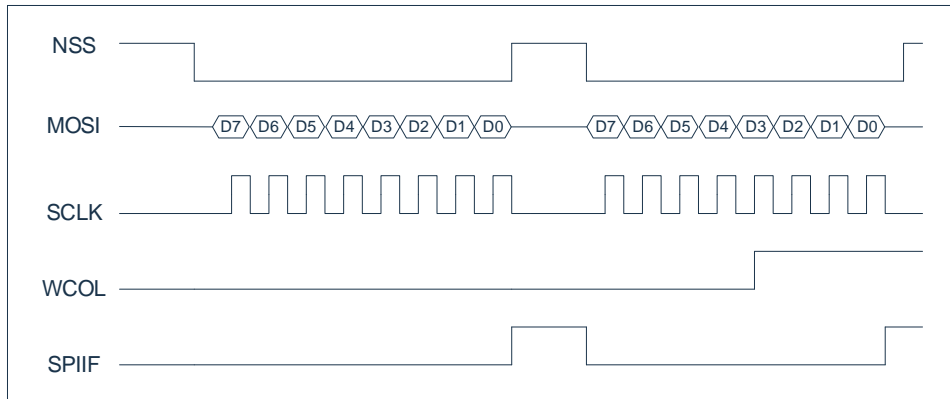 NSS
MOSI D7 D6 D5 D4 D3 D2 D1 D0 D7 D6 D5 D4 D3 D2 D1 D0
SCLK
WCOL
SPIIF